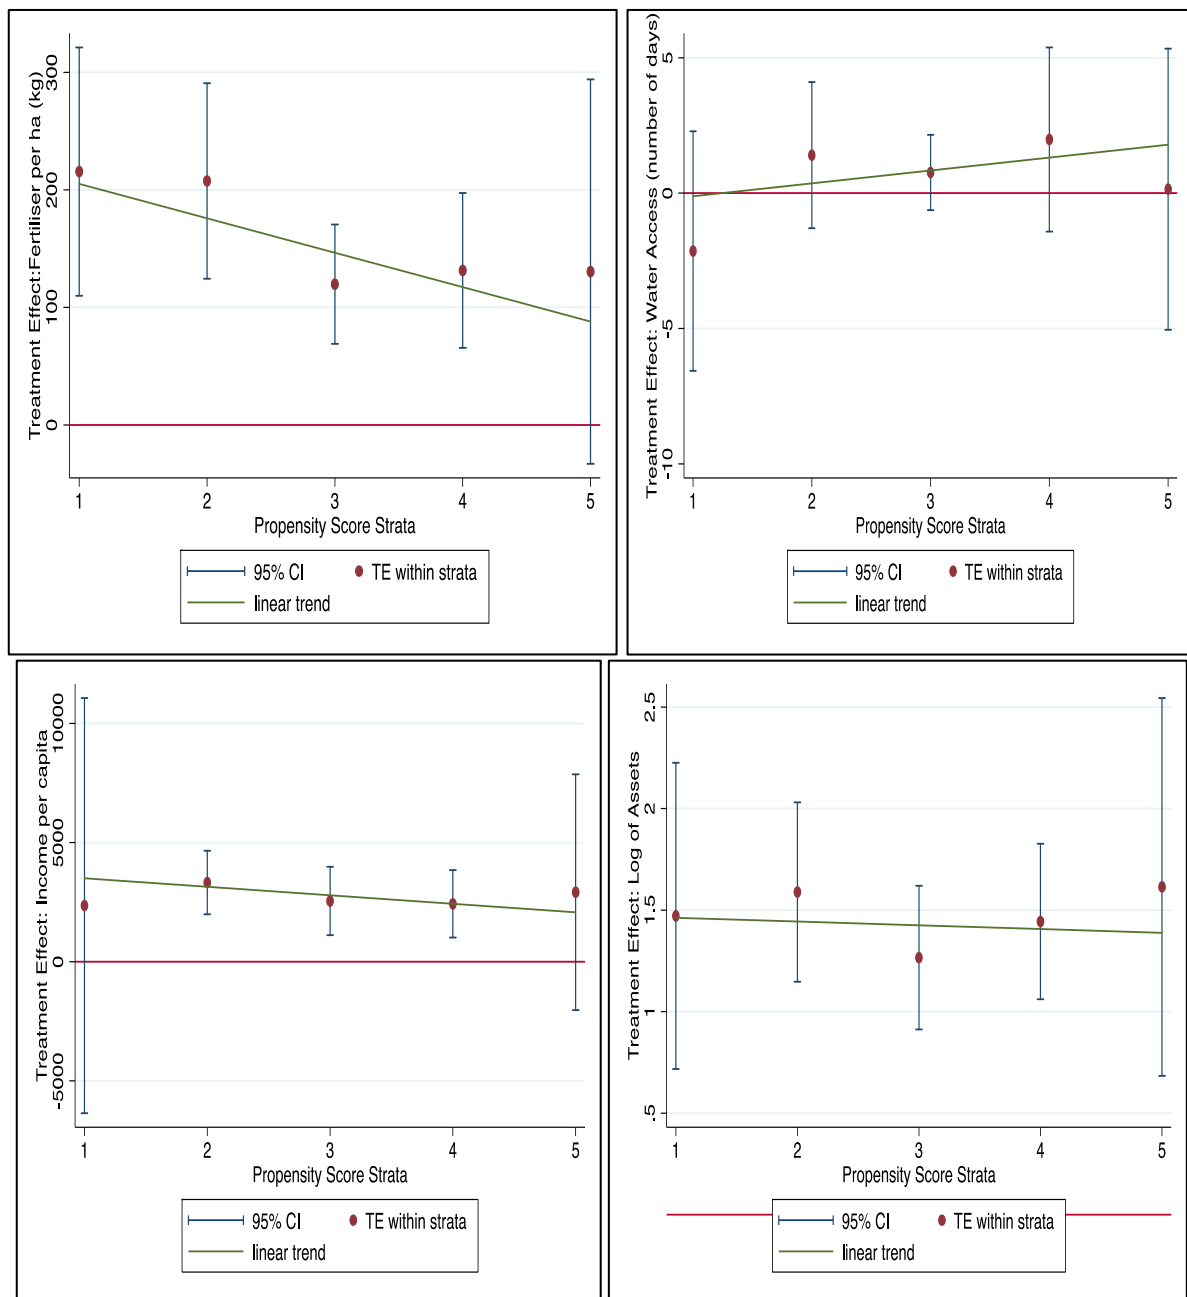 Treatment Effect:Fertiliser per ha (kg)
300
200
100
0
1 2 3 4 5
Propensity Score Strata
95% CI TE within strata
linear trend
Treatment Effect: Water Access (number of days)
5
0
-5
-10
1 2 3 4 5
Propensity Score Strata
95% CI TE within strata
linear trend
Treatment Effect: Income per capita
10000
5000
0
-5000
1 2 3 4 5
Propensity Score Strata
95% CI TE within strata
linear trend
Treatment Effect: Log of Assets
2.5
2
1.5
1
.5
1 2 3 4 5
Propensity Score Strata
95% CI TE within strata
linear trend